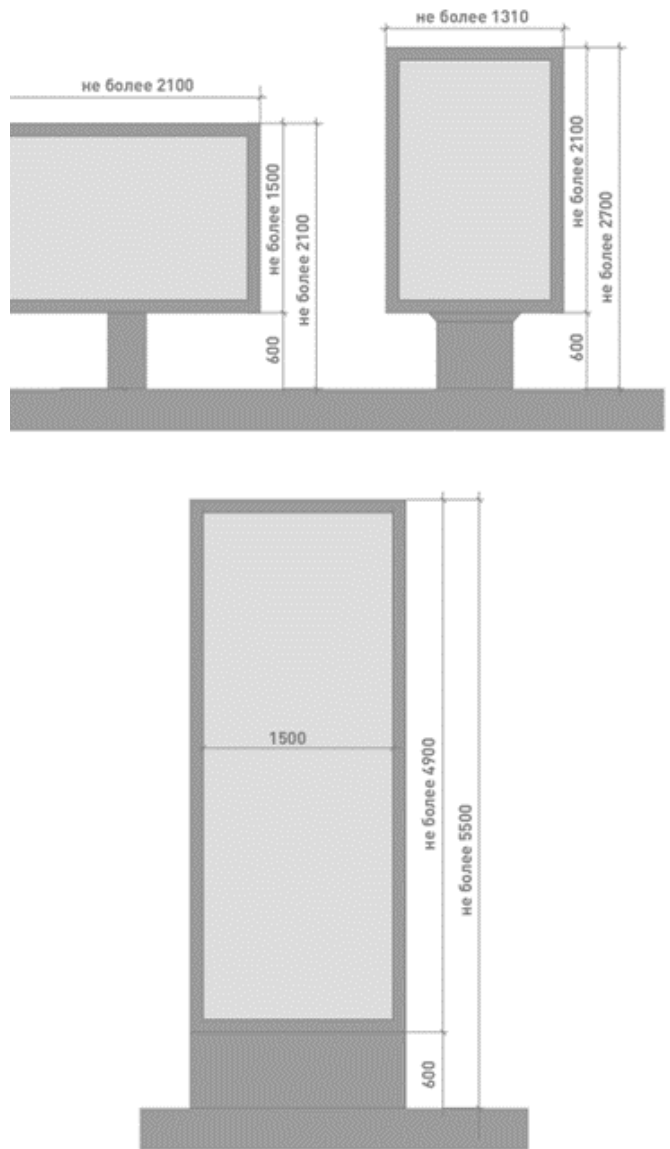 не более 1310
не более 2100
не более 1500
не более 2100
600
не более 2100
не более 2700
600
1500
не более 4900
не более 5500
600